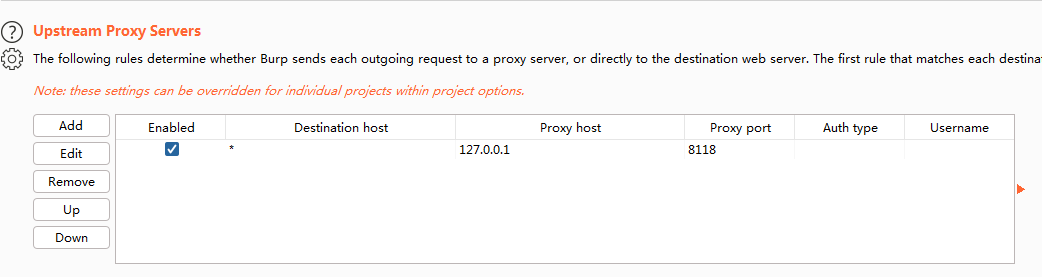 Upstream Proxy Servers
The following rules determine whether Burp sends each outgoing request to a proxy server, or directly to the destination web server. The first rule that matches each destina
Note: these settings can be overridden for individual projects within project options.
Add
Enabled Destination host Proxy host Proxy port Auth type Username
* 127.0.0.1 8118
Edit
Remove
Up
Down